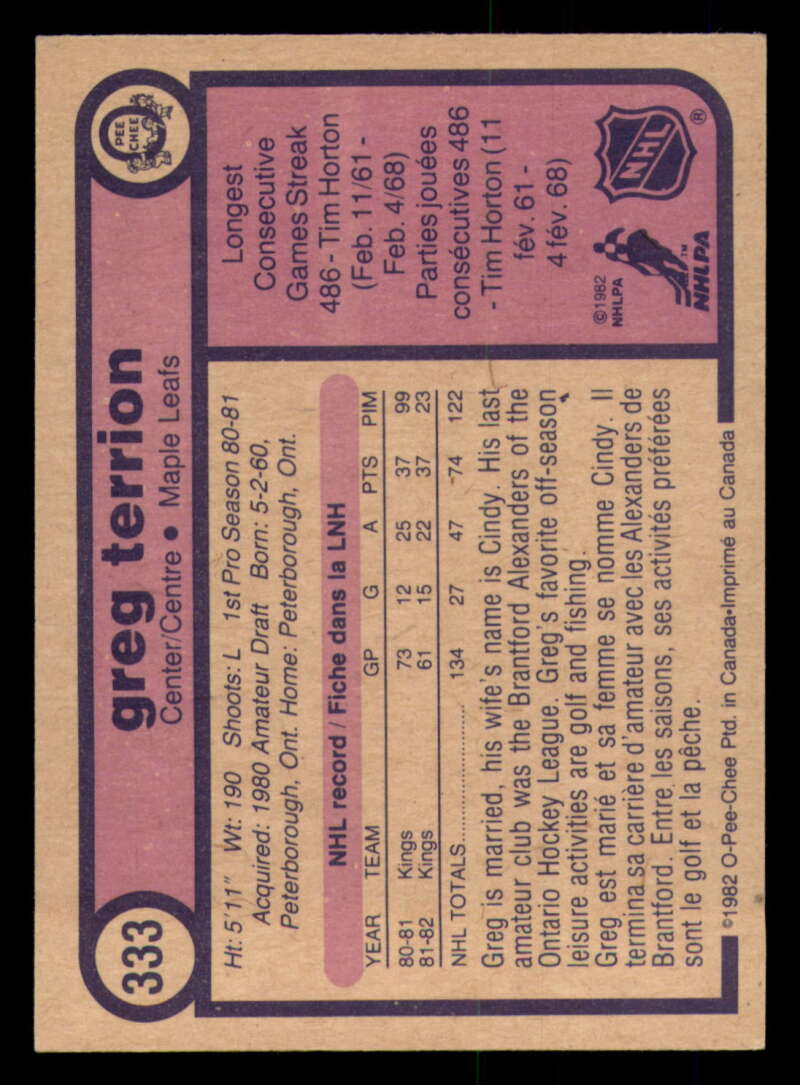 333
greg terrion
Center/Centre • Maple Leafs
O
PEE
CHEE
Ht: 5'11" Wt: 190 Shoots: L 1st Pro Season 80-81
Acquired: 1980 Amateur Draft Born: 5-2-60,
Peterborough, Ont. Home: Peterborough, Ont.
NHL record / Fiche dans la LNH
YEAR TEAM GP G A PTS PIM
80-81 Kings 73 12 25 37 99
81-82 Kings 61 15 22 37 23
NHL TOTALS 134 27 47 74 122
Greg is married, his wife's name is Cindy. His last
amateur club was the Brantford Alexanders of the
Ontario Hockey League. Greg's favorite off-season
leisure activities are golf and fishing.
Greg est marié et sa femme se nomme Cindy. Il
termina sa carrière d'amateur avec les Alexanders de
Brantford. Entre les saisons, ses activités préférées
sont le golf et la pêche.
Longest
Consecutive
Games Streak
486 - Tim Horton
(Feb. 11/61 -
Feb. 4/68)
Parties jouées
consécutives 486
- Tim Horton (11
fév. 61 -
4 fév. 68)
©1982
NHLPA
NHLPA ™
NHL ®
©1982 O-Pee-Chee Ptd. in Canada•Imprimé au Canada